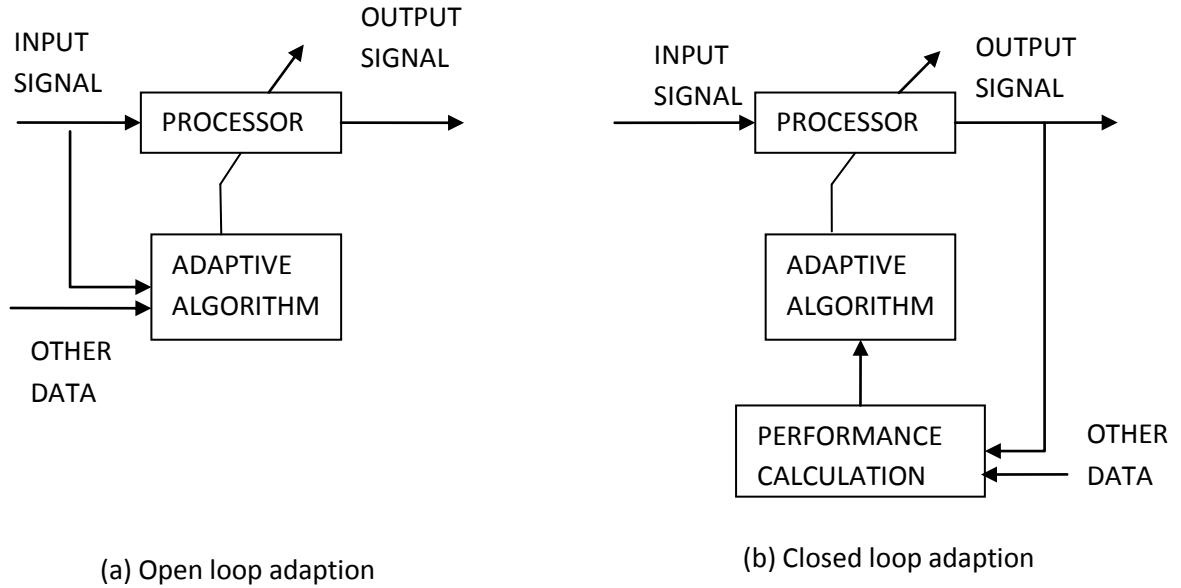 INPUT
SIGNAL
OUTPUT
SIGNAL
PROCESSOR
ADAPTIVE
ALGORITHM
OTHER
DATA
(a) Open loop adaption
INPUT
SIGNAL
OUTPUT
SIGNAL
PROCESSOR
ADAPTIVE
ALGORITHM
PERFORMANCE
CALCULATION
OTHER
DATA
(b) Closed loop adaption